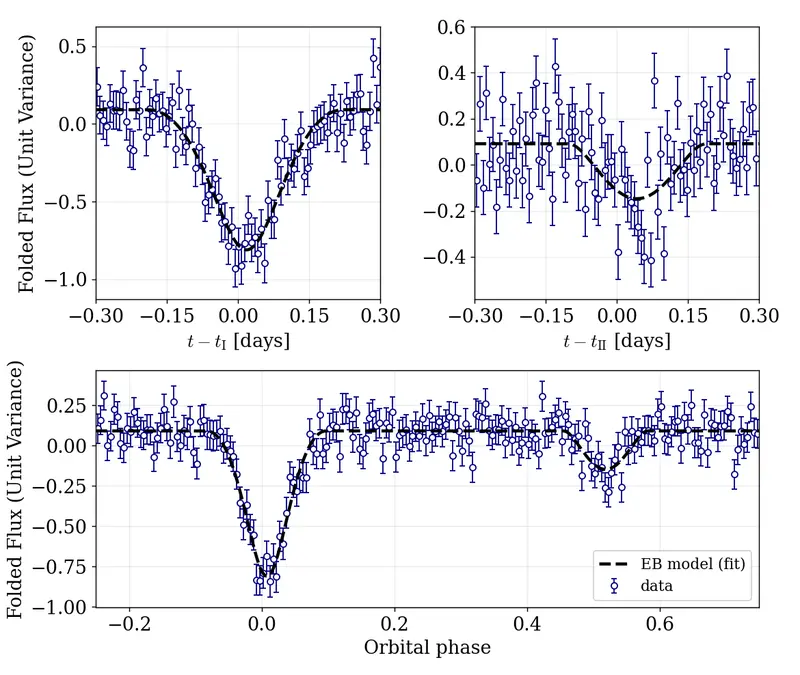 Folded Flux (Unit Variance)
0.5
0.0
−0.5
−1.0
−0.30 −0.15 0.00 0.15 0.30
t − tI [days]
0.6
0.4
0.2
0.0
−0.2
−0.4
−0.30 −0.15 0.00 0.15 0.30
t − tII [days]
Folded Flux (Unit Variance)
0.25
0.00
−0.25
−0.50
−0.75
−1.00
−0.2 0.0 0.2 0.4 0.6
Orbital phase
EB model (fit)
data